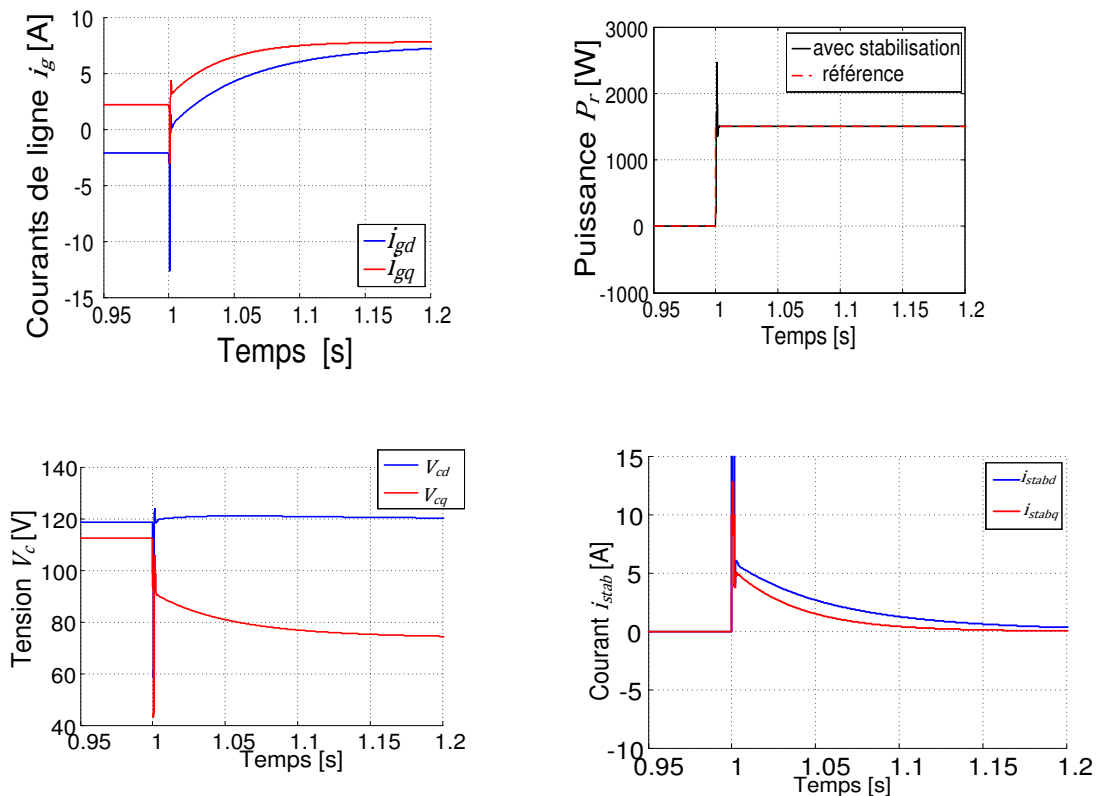 Courants de ligne i_g [A]
10
5
0
-5
-10
-15
0.95 1 1.05 1.1 1.15 1.2
Temps [s]
i_gd
i_gq
Puissance P_r [W]
3000
2500
2000
1000
0
-1000
0.95 1 1.05 1.1 1.15 1.2
Temps [s]
avec stabilisation
référence
Tension V_c [V]
140
120
100
80
60
40
0.95 1 1.05 1.1 1.15 1.2
Temps [s]
V_cd
V_cq
Courant i_stab [A]
15
10
5
0
-5
-10
0.95 1 1.05 1.1 1.15 1.2
Temps [s]
i_stabd
i_stabq